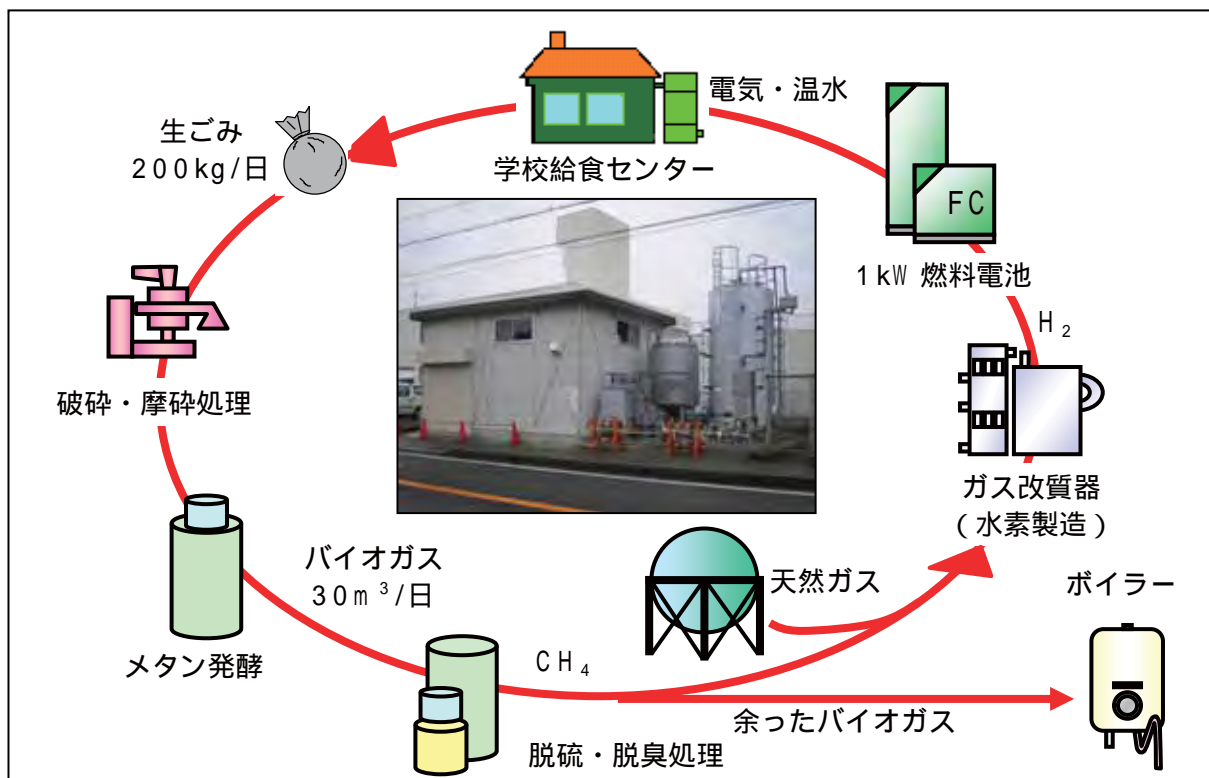 電気・温水
学校給食センター
生ごみ
200kg/日
破砕・摩砕処理
メタン発酵
バイオガス
30m³/日
脱硫・脱臭処理
CH₄
天然ガス
余ったバイオガス
ボイラー
ガス改質器
（水素製造）
H₂
FC
1kW 燃料電池